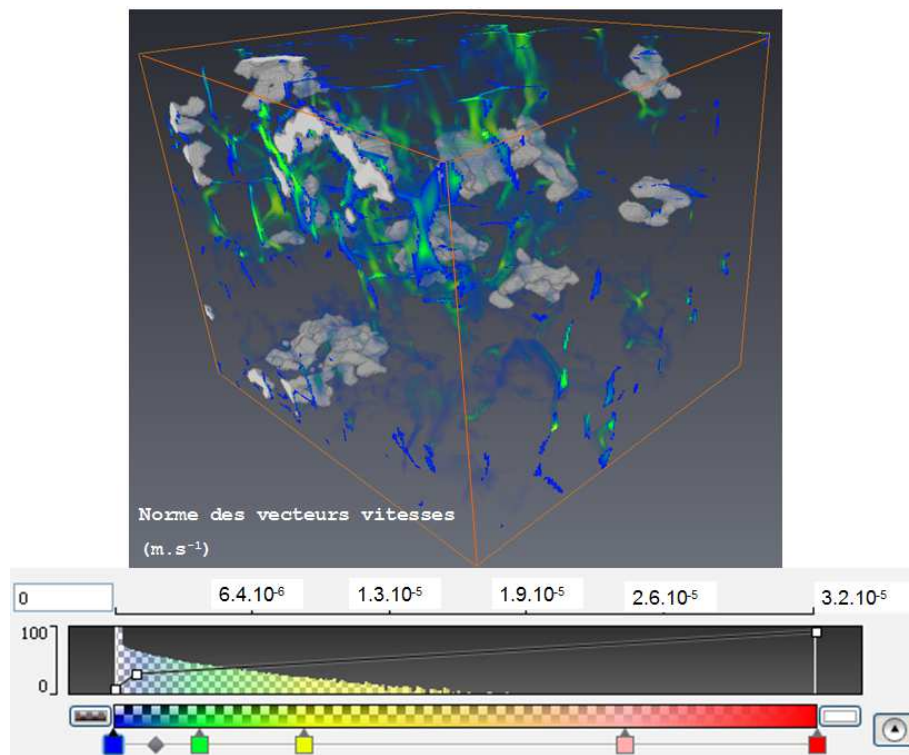 Norme des vecteurs vitesses
(m.s⁻¹)
0 6.4.10⁻⁶ 1.3.10⁻⁵ 1.9.10⁻⁵ 2.6.10⁻⁵ 3.2.10⁻⁵
100
0